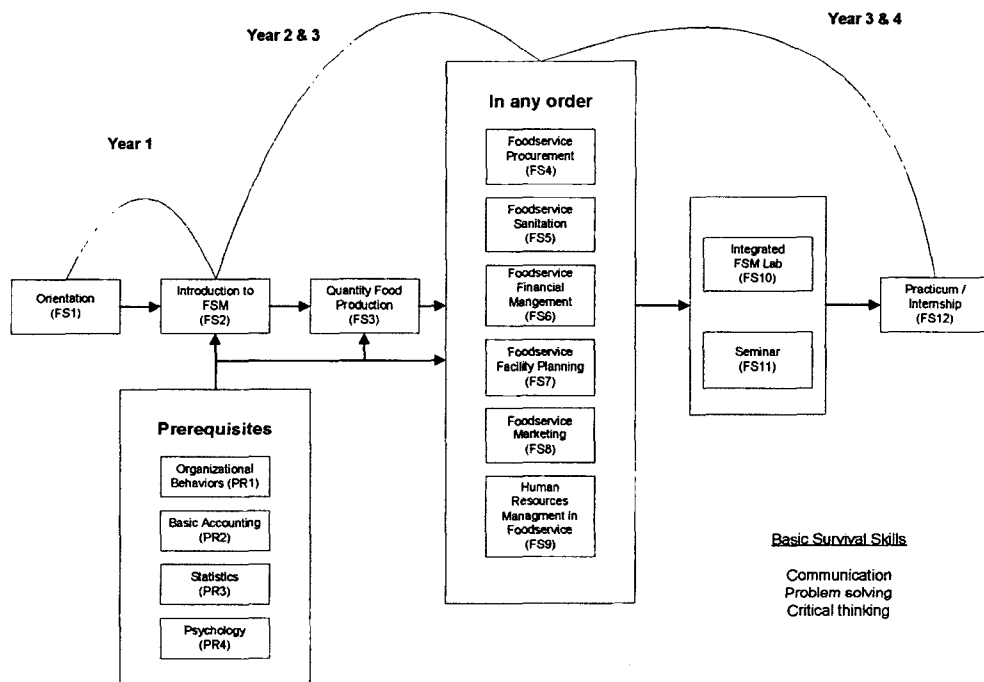 Year 2 & 3
Year 3 & 4
Year 1
In any order
Foodservice
Procurement
(FS4)
Foodservice
Sanitation
(FS5)
Foodservice
Financial
Mangement
(FS6)
Foodservice
Facility Planning
(FS7)
Foodservice
Marketing
(FS8)
Human
Resources
Managment in
Foodservice
(FS9)
Orientation
(FS1)
Introduction to
FSM
(FS2)
Quantity Food
Production
(FS3)
Integrated
FSM Lab
(FS10)
Seminar
(FS11)
Practicum /
Internship
(FS12)
Prerequisites
Organizational
Behaviors (PR1)
Basic Accounting
(PR2)
Statistics
(PR3)
Psychology
(PR4)
Basic Survival Skills
Communication
Problem solving
Critical thinking